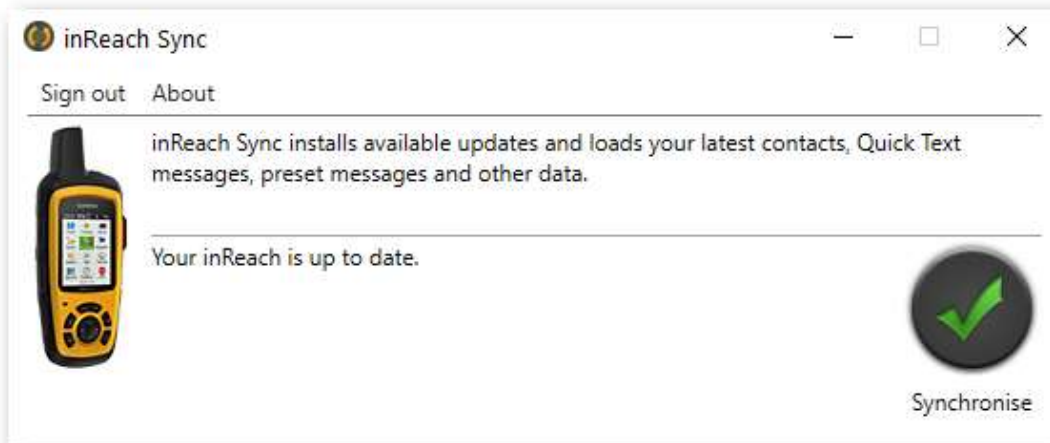 inReach Sync
Sign out About
inReach Sync installs available updates and loads your latest contacts, Quick Text
messages, preset messages and other data.
Your inReach is up to date.
Synchronise